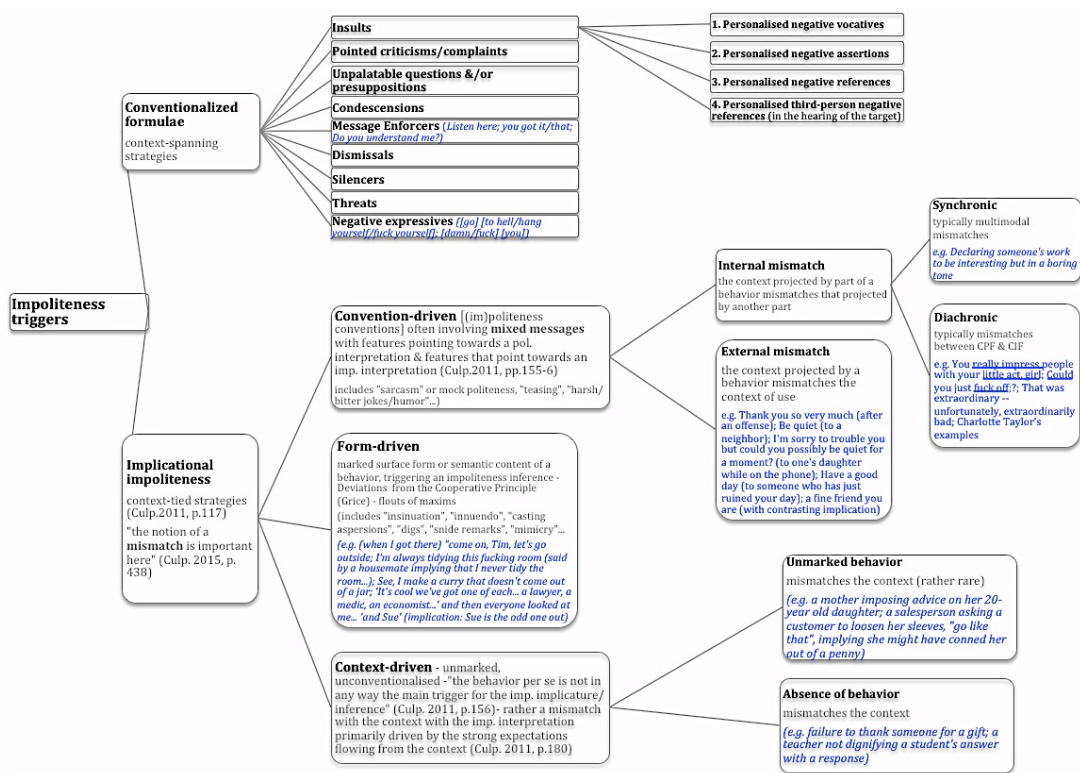 Impoliteness
triggers
Conventionalized
formulae
context-spanning
strategies
Insults
Pointed criticisms/complaints
Unpalatable questions &/or
presuppositions
Condescensions
Message Enforcers (Listen here; you got it/that;
Do you understand me?)
Dismissals
Silencers
Threats
Negative expressives ([go] [to hell/hang
yourself/fuck yourself]; [damn/fuck] [you])
1. Personalised negative vocatives
2. Personalised negative assertions
3. Personalised negative references
4. Personalised third-person negative
references (in the hearing of the target)
Implicational
impoliteness
context-tied strategies
(Culp.2011, p.117)
"the notion of a
mismatch is important
here" (Culp. 2015, p.
438)
Convention-driven [(im)politeness
conventions] often involving mixed messages
with features pointing towards a pol.
interpretation & features that point towards an
imp. interpretation (Culp.2011, pp.155-6)
includes "sarcasm" or mock politeness, "teasing", "harsh/
bitter jokes/humor"...)
Internal mismatch
the context projected by part of a
behavior mismatches that projected
by another part
Synchronic
typically multimodal
mismatches
e.g. Declaring someone's work
to be interesting but in a boring
tone
Diachronic
typically mismatches
between CPF & CIF
e.g. You really impress people
with your little act, girl; Could
you just fuck off;?; That was
extraordinary --
unfortunately, extraordinarily
bad; Charlotte Taylor's
examples
External mismatch
the context projected by a
behavior mismatches the
context of use
e.g. Thank you so very much (after
an offense); Be quiet (to a
neighbor); I'm sorry to trouble you
but could you possibly be quiet for
a moment? (to one's daughter
while on the phone); Have a good
day (to someone who has just
ruined your day); a fine friend you
are (with contrasting implication)
Form-driven
marked surface form or semantic content of a
behavior, triggering an impoliteness inference -
Deviations from the Cooperative Principle
(Grice) - flouts of maxims
(includes "insinuation", "innuendo", "casting
aspersions", "digs", "snide remarks", "mimicry"...
(e.g. (when I got there) "come on, Tim, let's go
outside; I'm always tidying this fucking room (said
by a housemate implying that I never tidy the
room...); See, I make a curry that doesn't come out
of a jar; 'It's cool we've got one of each... a lawyer, a
medic, an economist...' and then everyone looked at
me... 'and Sue' (implication: Sue is the odd one out)
Context-driven - unmarked,
unconventionalised -"the behavior per se is not in
any way the main trigger for the imp. implicature/
inference" (Culp. 2011, p.156)- rather a mismatch
with the context with the imp. interpretation
primarily driven by the strong expectations
flowing from the context (Culp. 2011, p.180)
Unmarked behavior
mismatches the context (rather rare)
(e.g. a mother imposing advice on her 20-
year old daughter; a salesperson asking a
customer to loosen her sleeves, "go like
that", implying she might have conned her
out of a penny)
Absence of behavior
mismatches the context
(e.g. failure to thank someone for a gift; a
teacher not dignifying a student's answer
with a response)